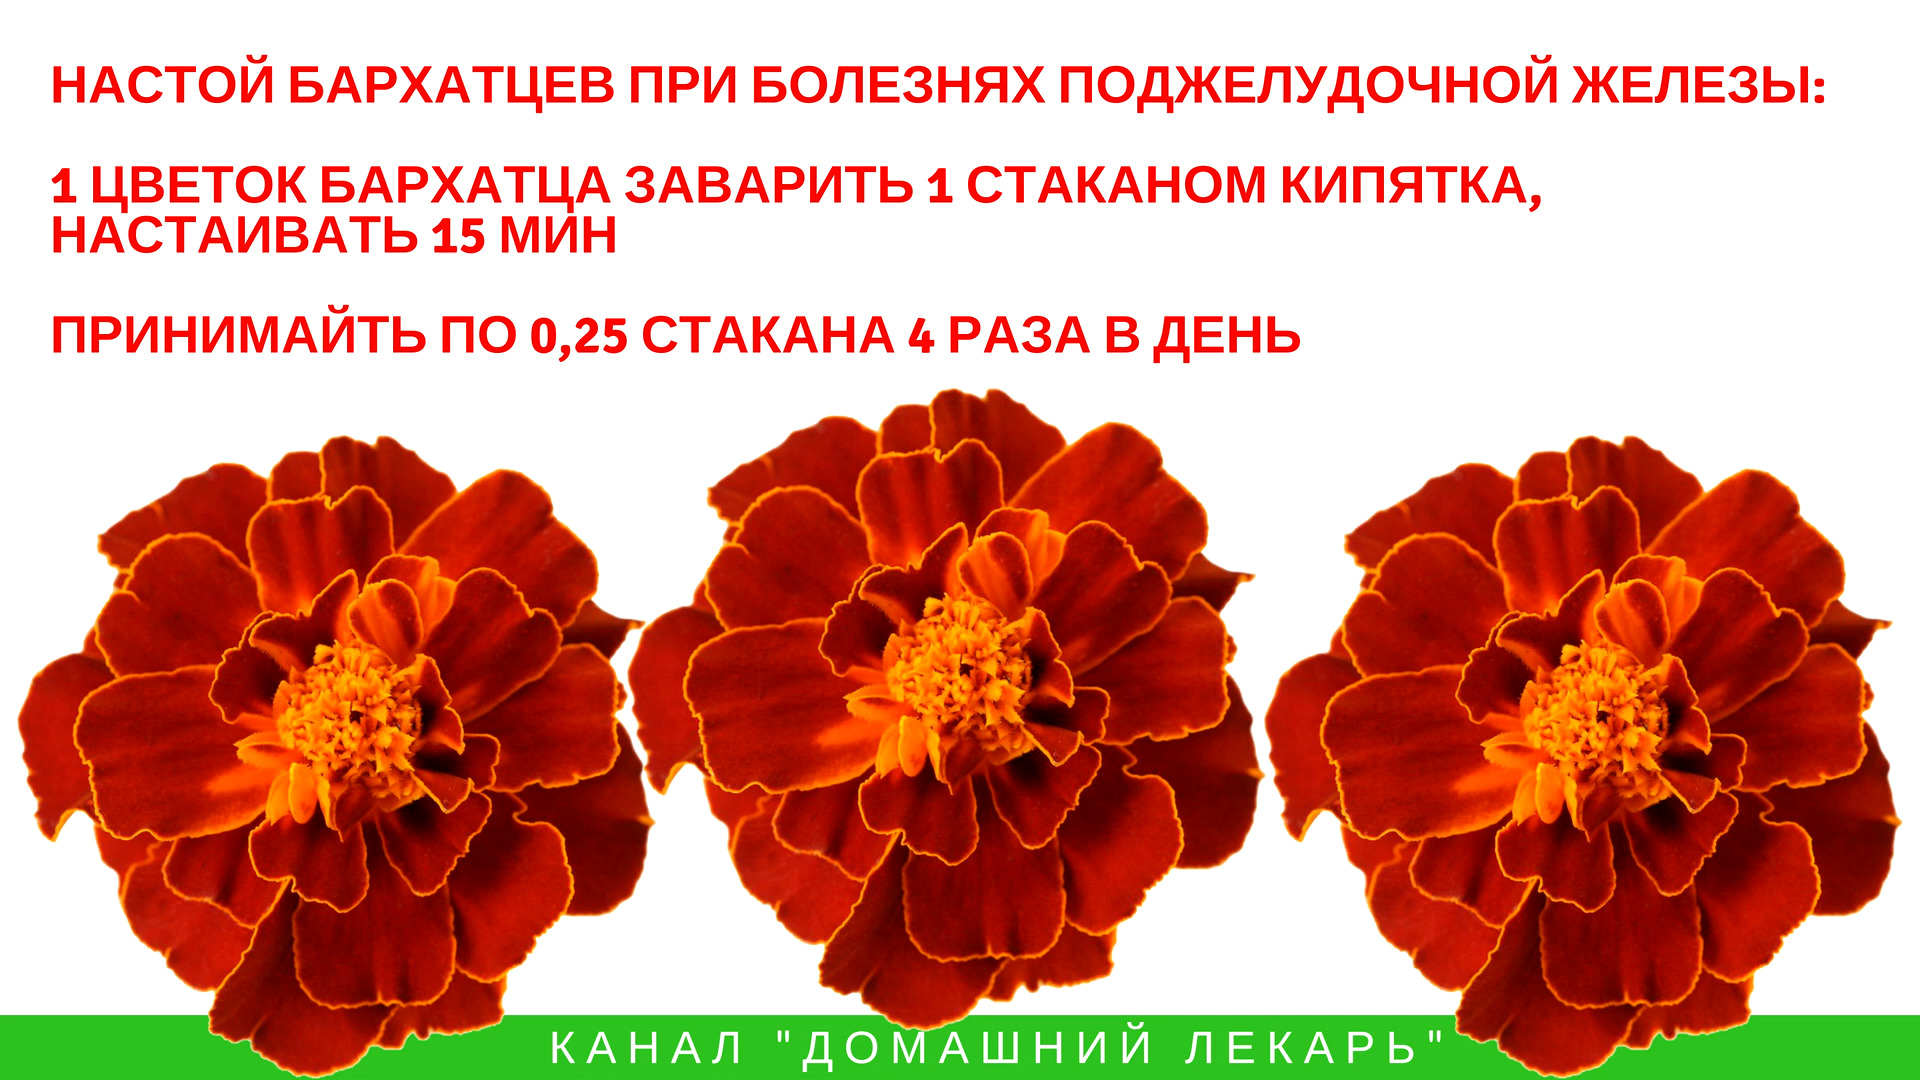 НАСТОЙ БАРХАТЦЕВ ПРИ БОЛЕЗНЯХ ПОДЖЕЛУДОЧНОЙ ЖЕЛЕЗЫ:
1 ЦВЕТОК БАРХАТЦА ЗАВАРИТЬ 1 СТАКАНОМ КИПЯТКА,
НАСТАИВАТЬ 15 МИН
ПРИНИМАЙТЬ ПО 0,25 СТАКАНА 4 РАЗА В ДЕНЬ
КАНАЛ "ДОМАШНИЙ ЛЕКАРЬ"